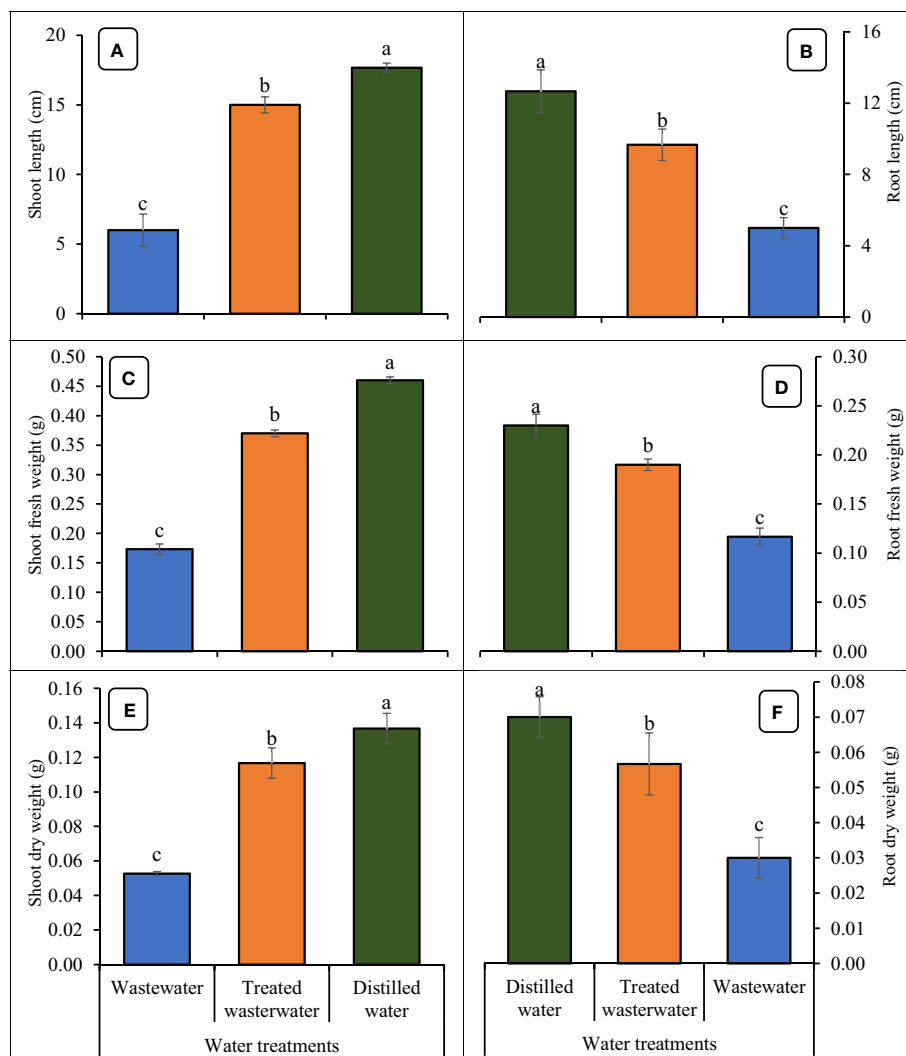 A
Shoot length (cm)
20
15
10
5
0
c
b
a
B
Root length (cm)
16
12
8
4
0
a
b
c
C
Shoot fresh weight (g)
0.50
0.45
0.40
0.35
0.30
0.25
0.20
0.15
0.10
0.05
0.00
c
b
a
D
Root fresh weight (g)
0.30
0.25
0.20
0.15
0.10
0.05
0.00
a
b
c
E
Shoot dry weight (g)
0.16
0.14
0.12
0.10
0.08
0.06
0.04
0.02
0.00
c
b
a
Wastewater
Treated
wasterwater
Distilled
water
Water treatments
F
Root dry weight (g)
0.08
0.07
0.06
0.05
0.04
0.03
0.02
0.01
0.00
a
b
c
Distilled
water
Treated
wasterwater
Wastewater
Water treatments